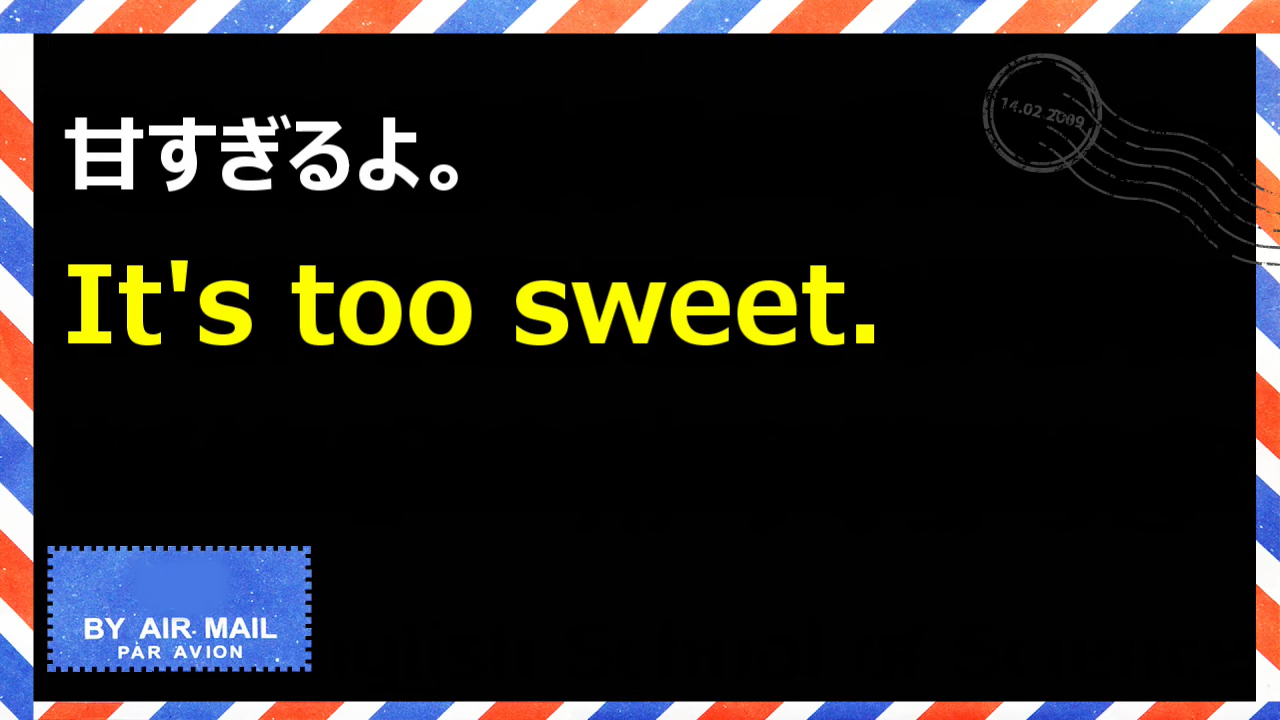 14.02 2009
甘すぎるよ。
It's too sweet.
BY AIR MAIL
PAR AVION